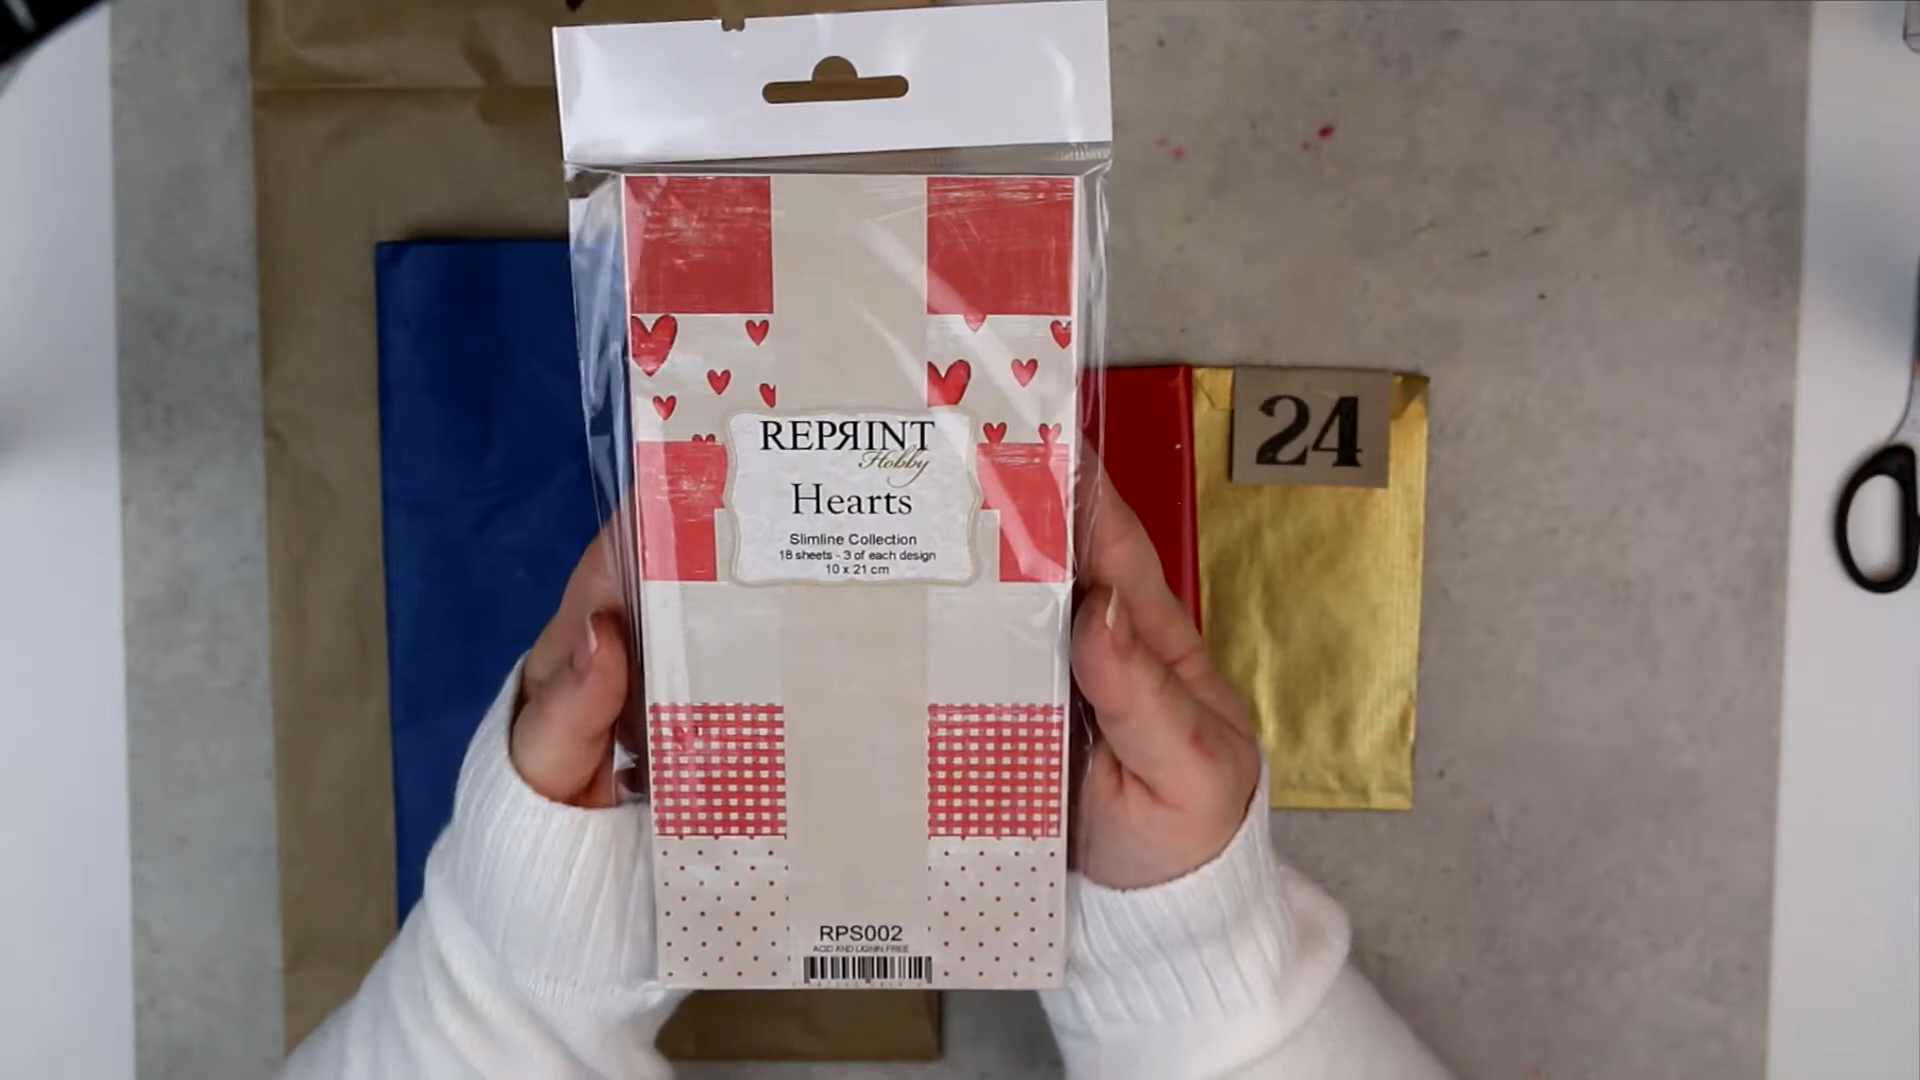 REPRINT
Hobby
Hearts
Slimline Collection
18 sheets - 3 of each design
10 x 21 cm
RPS002
ACID AND LIGNIN FREE
24